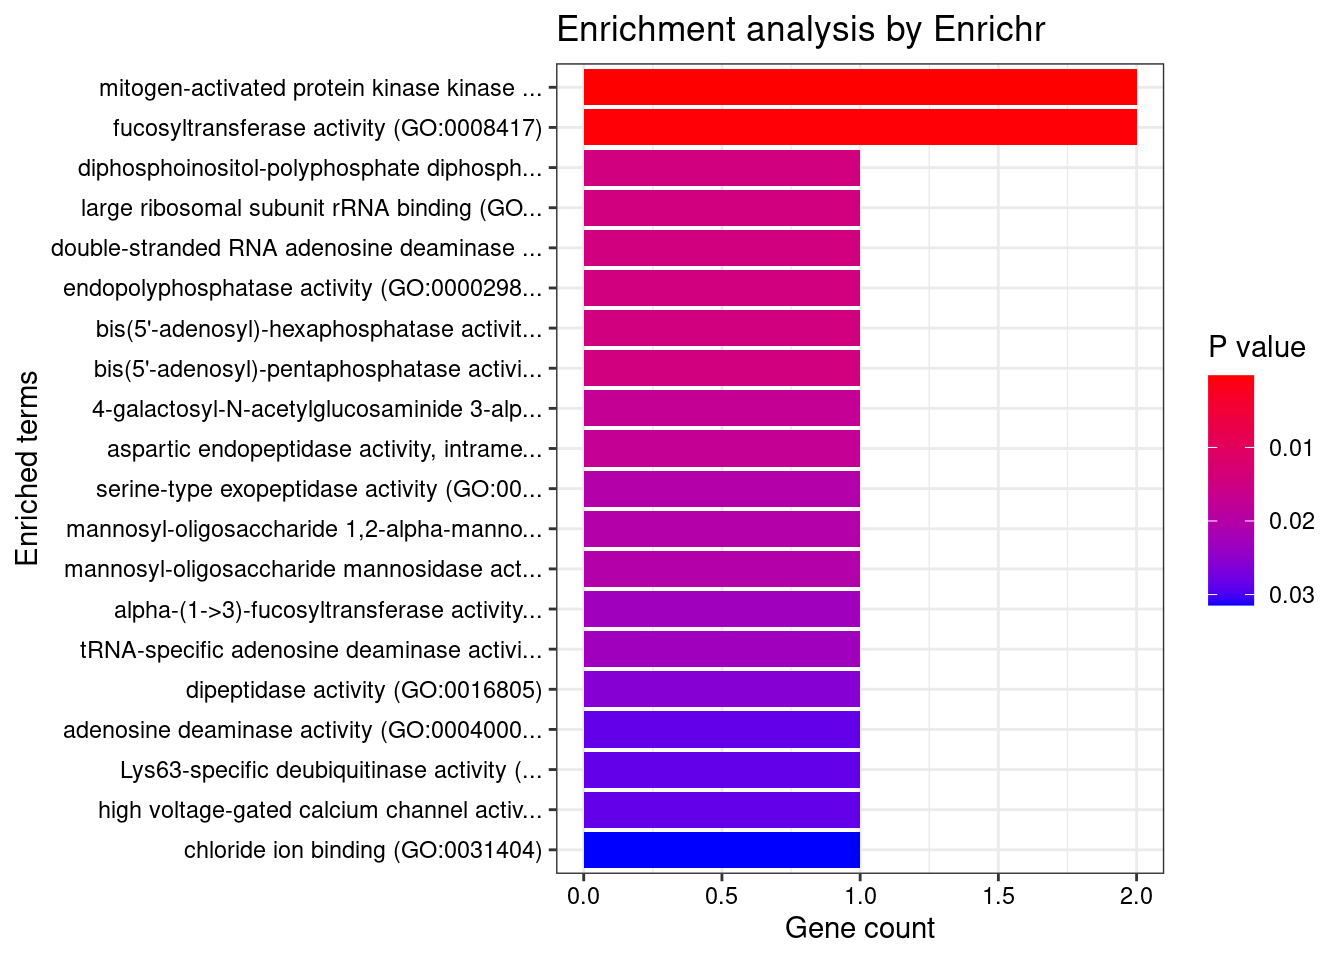 Enrichment analysis by Enrichr
mitogen-activated protein kinase kinase ...
fucosyltransferase activity (GO:0008417)
diphosphoinositol-polyphosphate diphosph...
large ribosomal subunit rRNA binding (GO...
double-stranded RNA adenosine deaminase ...
endopolyphosphatase activity (GO:0000298...
bis(5'-adenosyl)-hexaphosphatase activit...
bis(5'-adenosyl)-pentaphosphatase activi...
4-galactosyl-N-acetylglucosaminide 3-alp...
aspartic endopeptidase activity, intrame...
serine-type exopeptidase activity (GO:00...
mannosyl-oligosaccharide 1,2-alpha-manno...
mannosyl-oligosaccharide mannosidase act...
alpha-(1->3)-fucosyltransferase activity...
tRNA-specific adenosine deaminase activi...
dipeptidase activity (GO:0016805)
adenosine deaminase activity (GO:0004000...
Lys63-specific deubiquitinase activity (...
high voltage-gated calcium channel activ...
chloride ion binding (GO:0031404)
Enriched terms
0.0 0.5 1.0 1.5 2.0
Gene count
P value
0.01
0.02
0.03